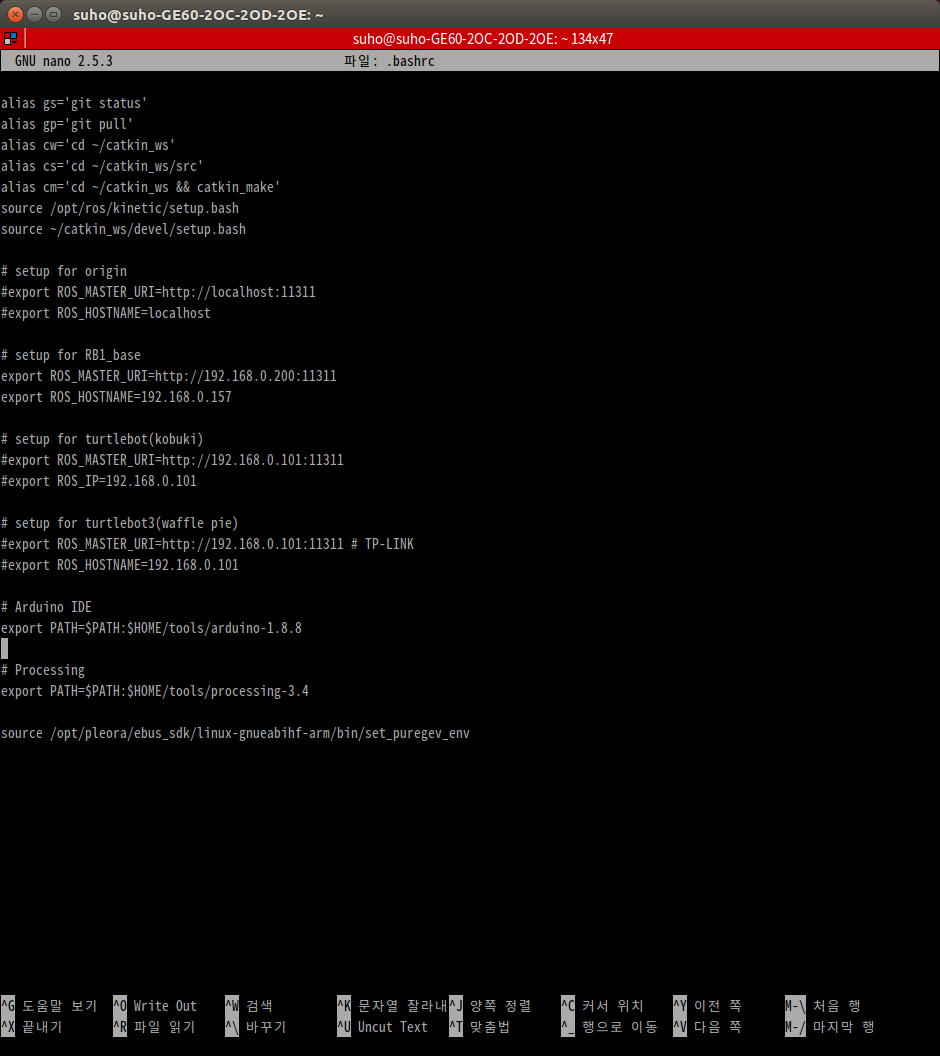 suho@suho-GE60-2OC-2OD-2OE: ~
suho@suho-GE60-2OC-2OD-2OE: ~ 134x47
GNU nano 2.5.3 파일: .bashrc
alias gs='git status'
alias gp='git pull'
alias cw='cd ~/catkin_ws'
alias cs='cd ~/catkin_ws/src'
alias cm='cd ~/catkin_ws && catkin_make'
source /opt/ros/kinetic/setup.bash
source ~/catkin_ws/devel/setup.bash
# setup for origin
#export ROS_MASTER_URI=http://localhost:11311
#export ROS_HOSTNAME=localhost
# setup for RB1_base
export ROS_MASTER_URI=http://192.168.0.200:11311
export ROS_HOSTNAME=192.168.0.157
# setup for turtlebot(kobuki)
#export ROS_MASTER_URI=http://192.168.0.101:11311
#export ROS_IP=192.168.0.101
# setup for turtlebot3(waffle pie)
#export ROS_MASTER_URI=http://192.168.0.101:11311 # TP-LINK
#export ROS_HOSTNAME=192.168.0.101
# Arduino IDE
export PATH=$PATH:$HOME/tools/arduino-1.8.8
# Processing
export PATH=$PATH:$HOME/tools/processing-3.4
source /opt/pleora/ebus_sdk/linux-gnueabihf-arm/bin/set_puregev_env
^G 도움말 보기 ^O Write Out ^W 검색 ^K 문자열 잘라내 ^J 양쪽 정렬 ^C 커서 위치 ^Y 이전 쪽 M-\ 처음 행
^X 끝내기 ^R 파일 읽기 ^\ 바꾸기 ^U Uncut Text ^T 맞춤법 ^_ 행으로 이동 ^V 다음 쪽 M-/ 마지막 행